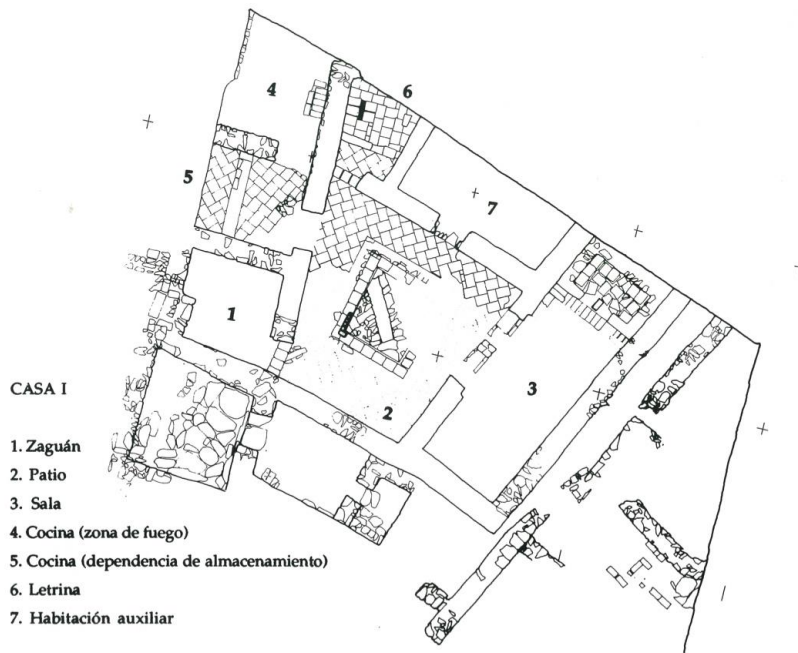 4
6
5
7
1
3
2
CASA I
1. Zaguán
2. Patio
3. Sala
4. Cocina (zona de fuego)
5. Cocina (dependencia de almacenamiento)
6. Letrina
7. Habitación auxiliar